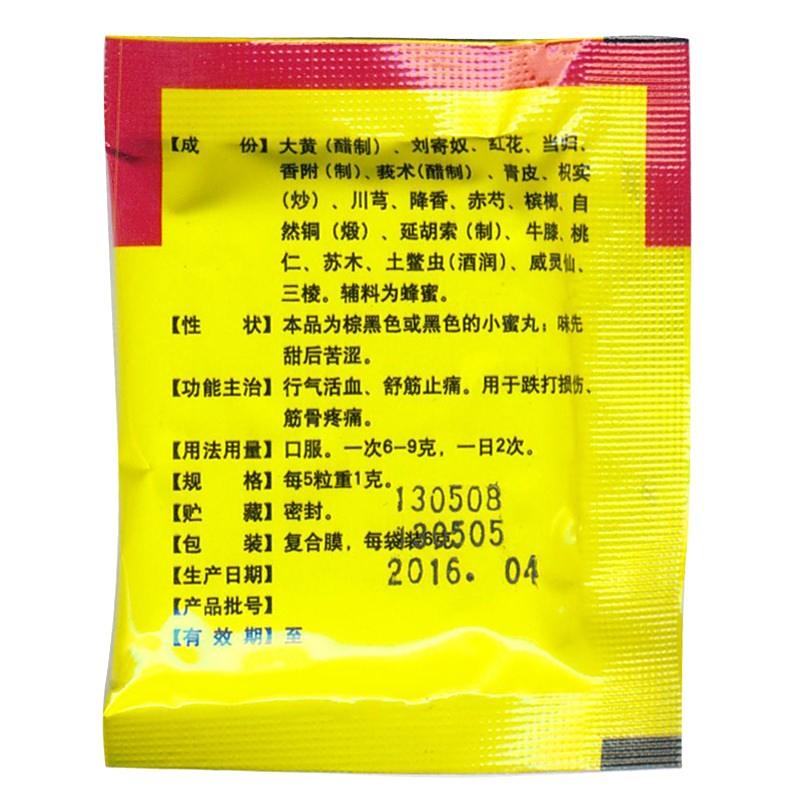 【成 份】大黄(醋制)、刘寄奴、红花、当归、
香附(制)、莪术(醋制)、青皮、枳实
(炒)、川芎、降香、赤芍、槟榔、自
然铜(煅)、延胡索(制)、牛膝、桃
仁、苏木、土鳖虫(酒润)、威灵仙、
三棱。辅料为蜂蜜。
【性 状】本品为棕黑色或黑色的小蜜丸；味先
甜后苦涩。
【功能主治】行气活血、舒筋止痛。用于跌打损伤、
筋骨疼痛。
【用法用量】口服。一次6-9克，一日2次。
【规 格】每5粒重1克。
130508
【贮 藏】密封。
130505
【包 装】复合膜，每袋装6克
2016. 04
【生产日期】
【产品批号】
【有 效 期】至